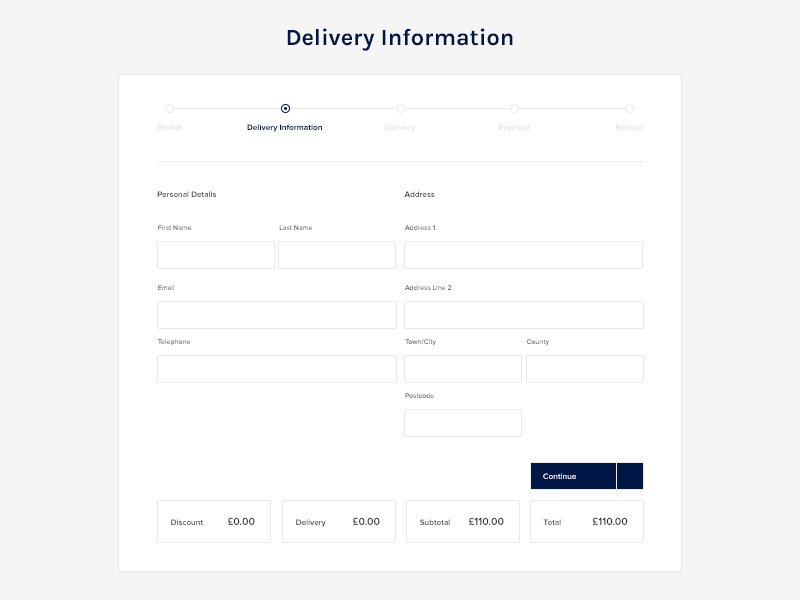 Delivery Information
Basket
Delivery Information
Delivery
Payment
Receipt
Personal Details
Address
First Name
Last Name
Address 1
Email
Address Line 2
Telephone
Town/City
County
Postcode
Continue
Discount £0.00
Delivery £0.00
Subtotal £110.00
Total £110.00